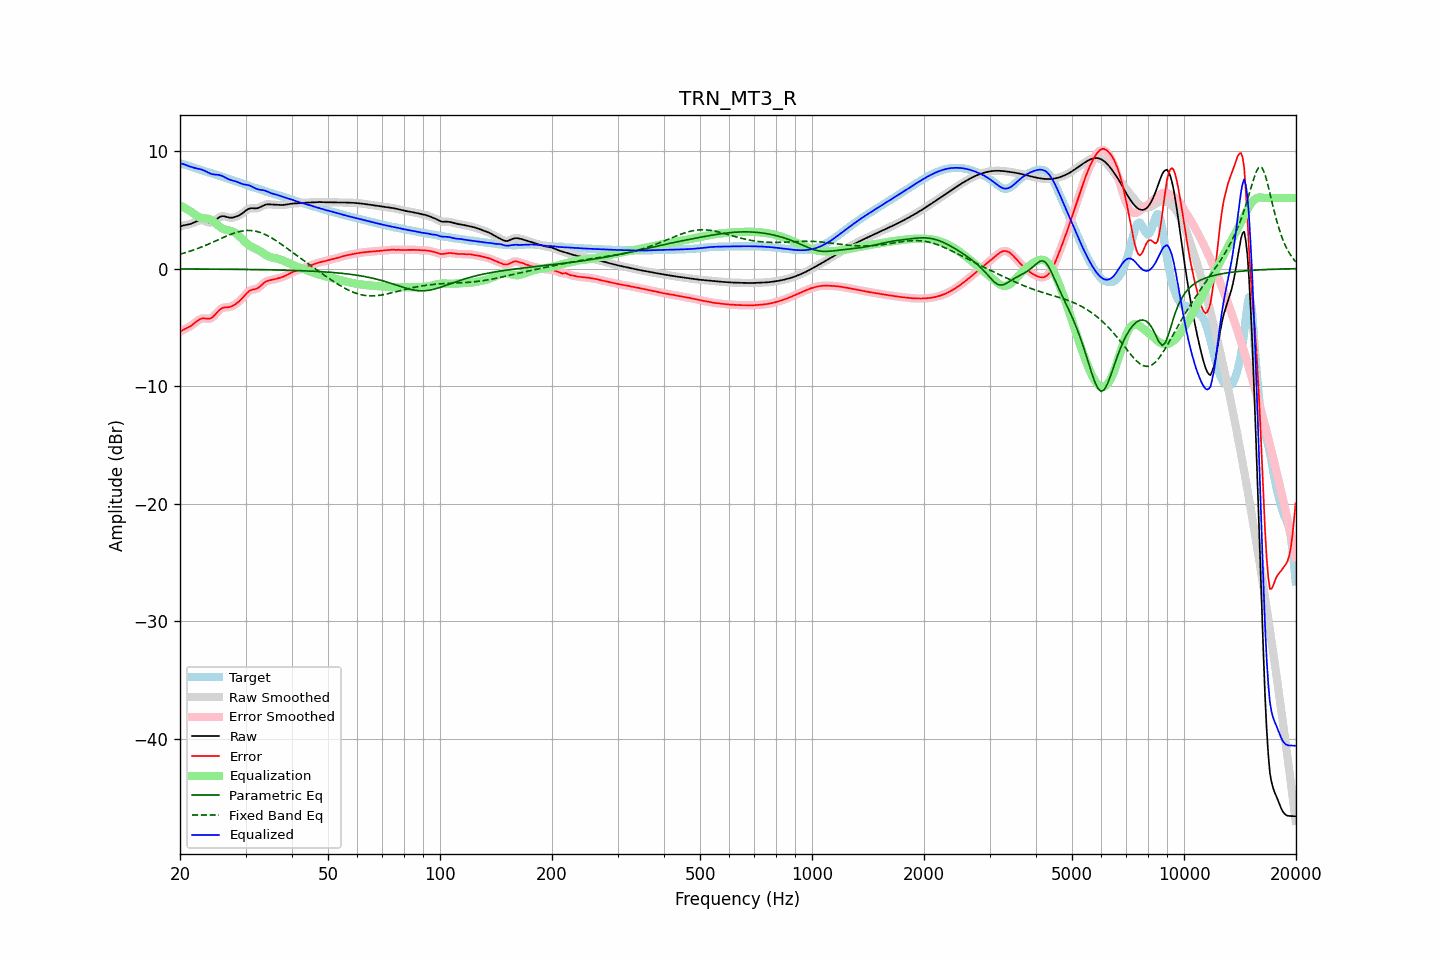 TRN_MT3_R
10
0
−10
−20
−30
−40
Amplitude (dBr)
Target
Raw Smoothed
Error Smoothed
Raw
Error
Equalization
Parametric Eq
Fixed Band Eq
Equalized
20 50 100 200 500 1000 2000 5000 10000 20000
Frequency (Hz)